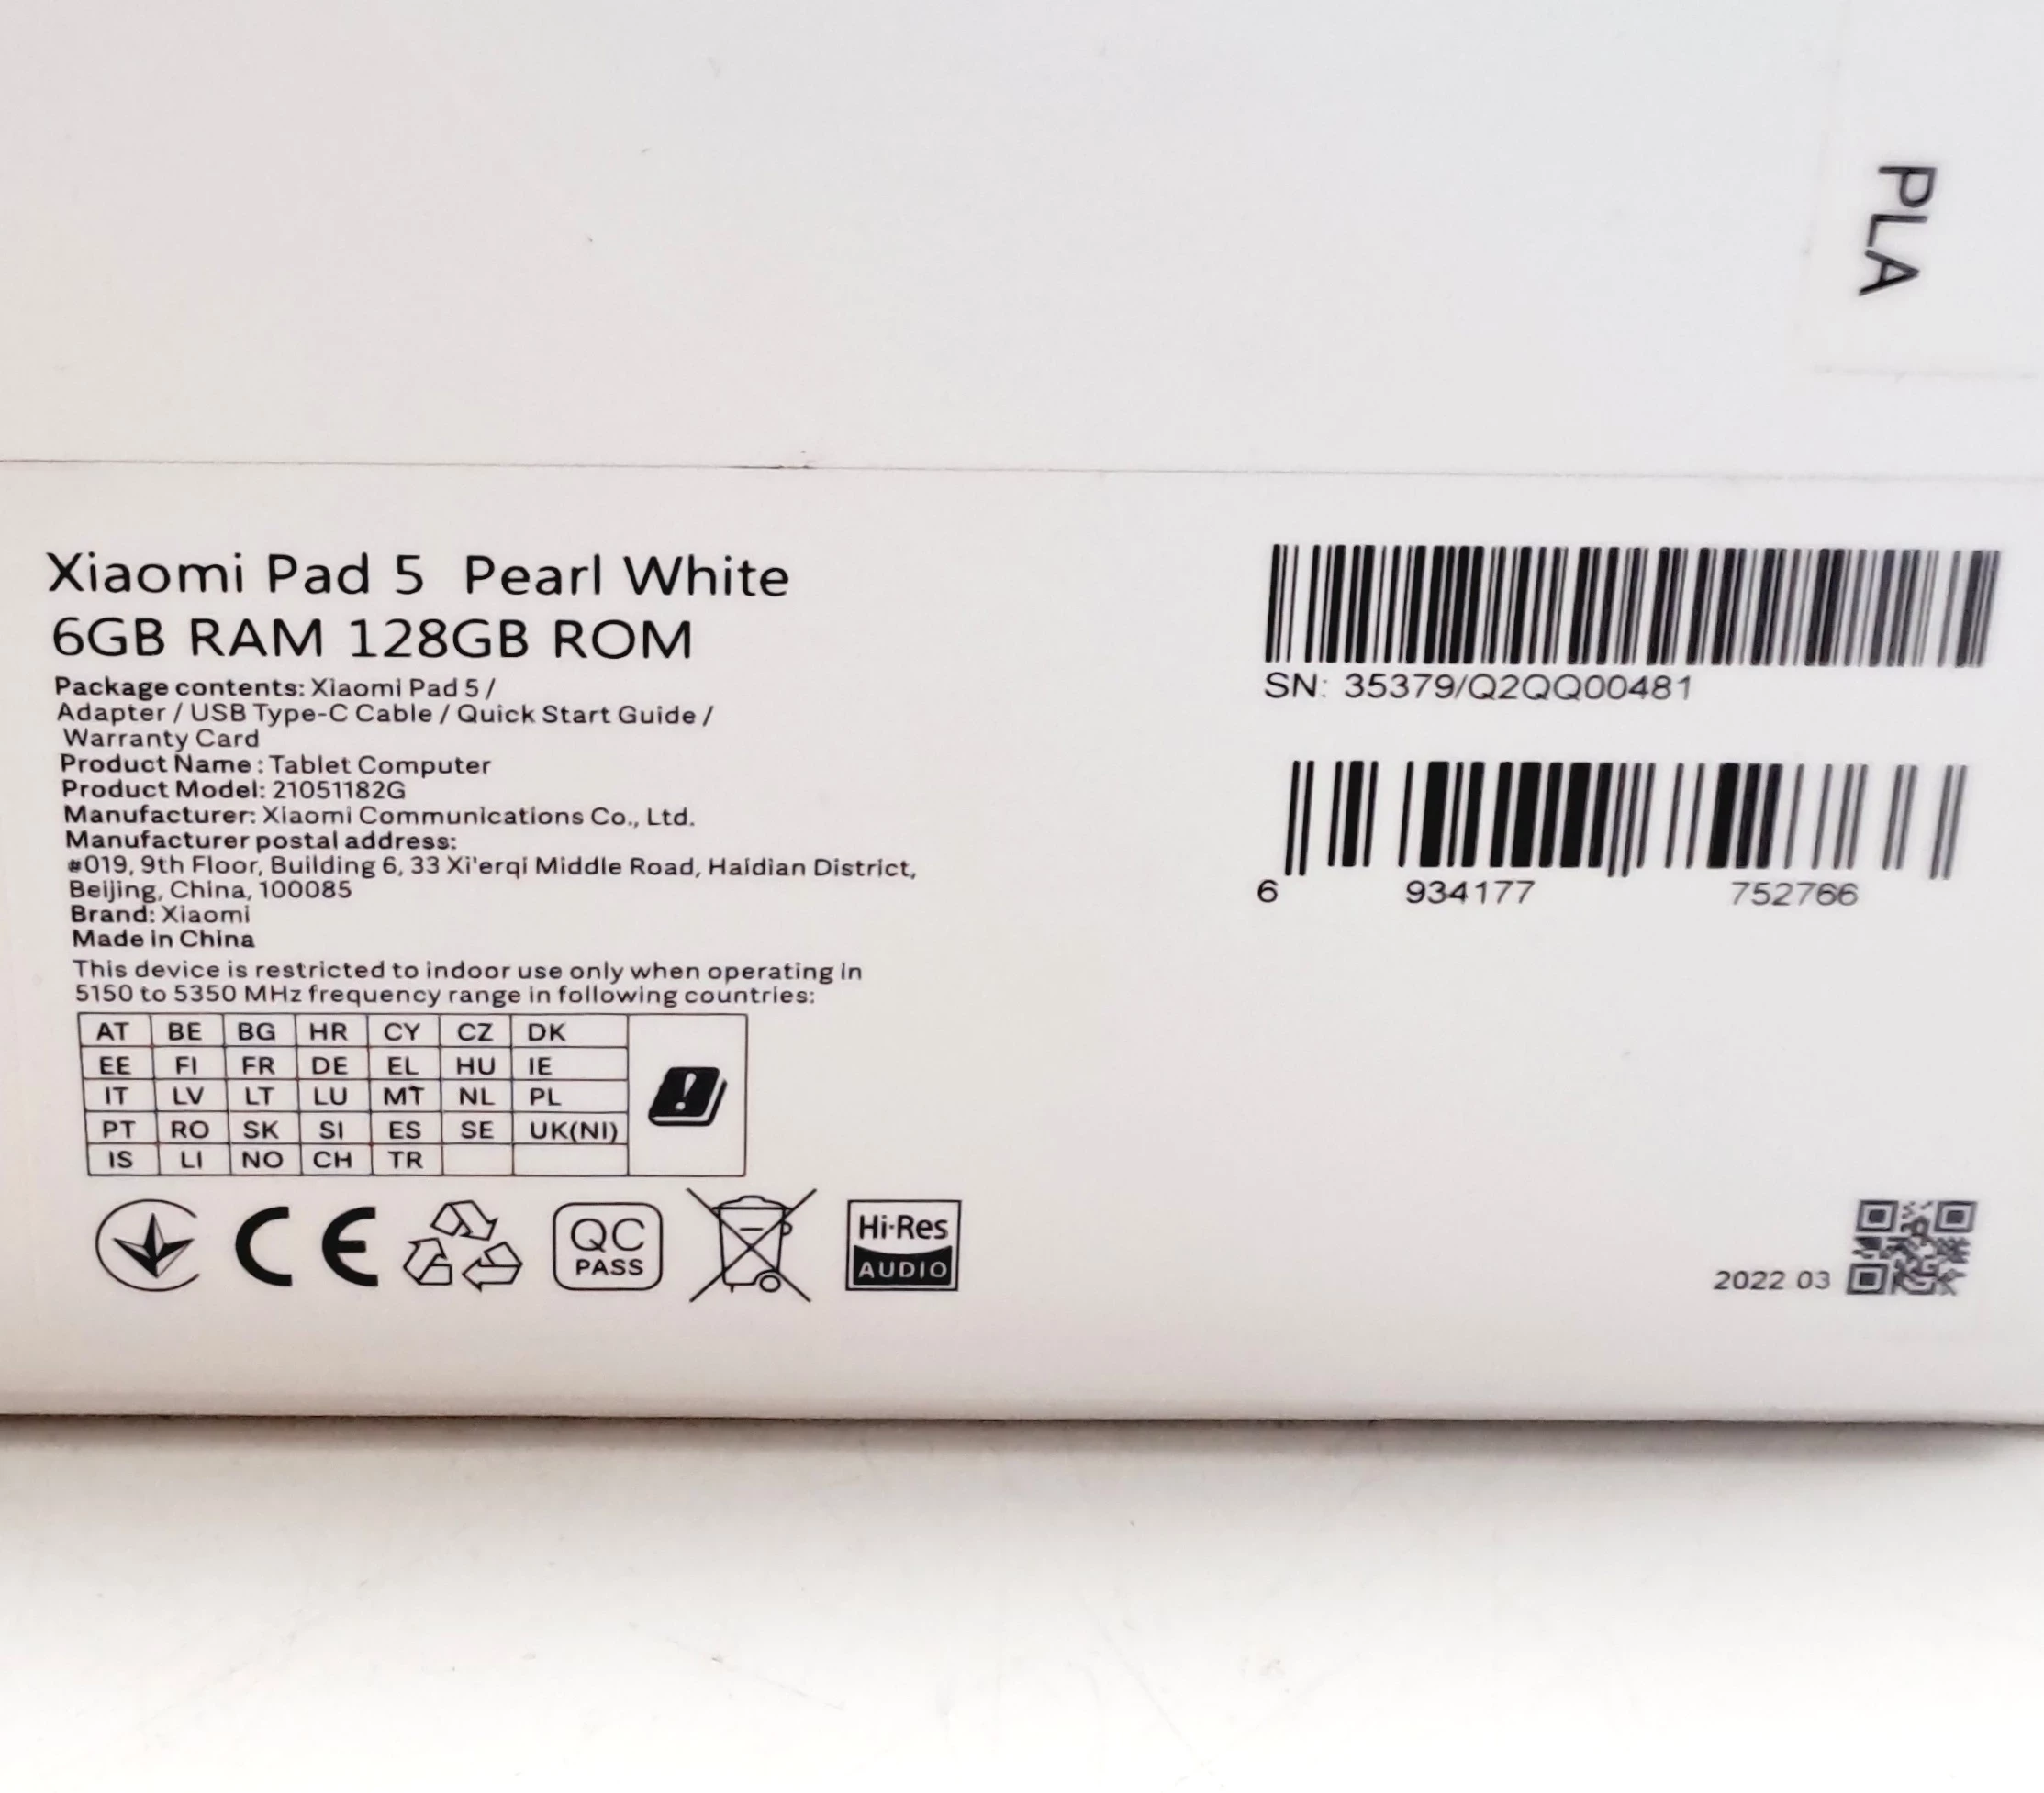 PLA
Xiaomi Pad 5 Pearl White
6GB RAM 128GB ROM
Package contents: Xiaomi Pad 5 /
Adapter / USB Type-C Cable / Quick Start Guide /
Warranty Card
Product Name : Tablet Computer
Product Model: 21051182G
Manufacturer: Xiaomi Communications Co., Ltd.
Manufacturer postal address:
#019, 9th Floor, Building 6, 33 Xi'erqi Middle Road, Haidian District,
Beijing, China, 100085
Brand: Xiaomi
Made in China
This device is restricted to indoor use only when operating in
5150 to 5350 MHz frequency range in following countries:
AT BE BG HR CY CZ DK
EE FI FR DE EL HU IE
IT LV LT LU MT NL PL
PT RO SK SI ES SE UK(NI)
IS LI NO CH TR
!
CE
QC
PASS
Hi-Res
AUDIO
SN: 35379/Q2QQ00481
6 934177 752766
2022 03